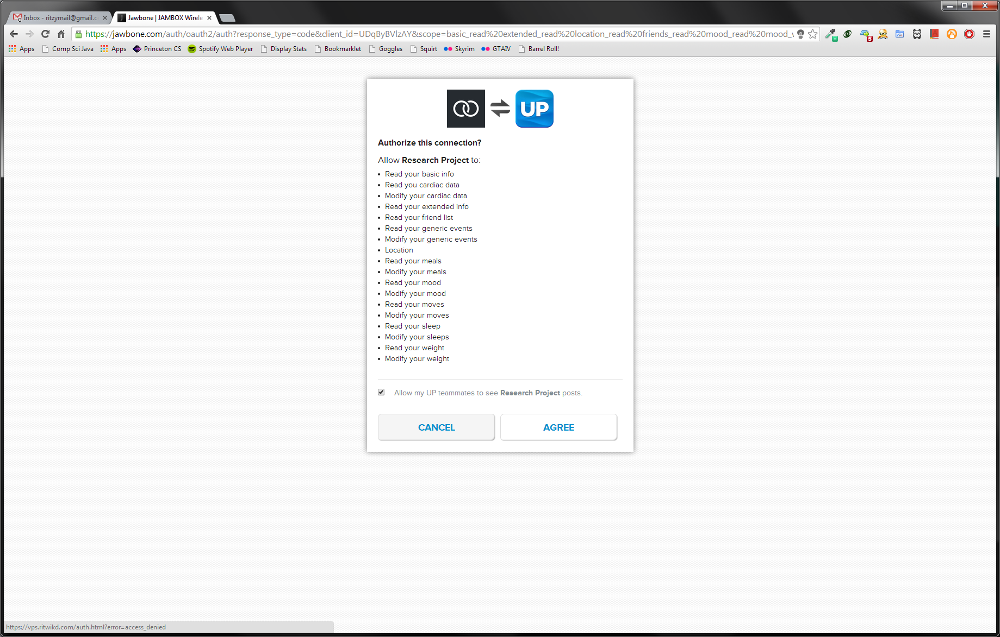 Inbox - ritzymail@gmail.c
Jawbone | JAMBOX Wirele
https://jawbone.com/auth/oauth2/auth?response_type=code&client_id=UDqByBVlzAY&scope=basic_read%20extended_read%20location_read%20friends_read%20mood_read%20mood_v
5
Apps Comp Sci Java Apps Princeton CS Spotify Web Player Display Stats Bookmarklet Goggles Squirt Skyrim GTAIV Barrel Roll!
UP
Authorize this connection?
Allow Research Project to:
• Read your basic info
• Read you cardiac data
• Modify your cardiac data
• Read your extended info
• Read your friend list
• Read your generic events
• Modify your generic events
• Location
• Read your meals
• Modify your meals
• Read your mood
• Modify your mood
• Read your moves
• Modify your moves
• Read your sleep
• Modify your sleeps
• Read your weight
• Modify your weight
Allow my UP teammates to see Research Project posts.
CANCEL AGREE
https://vps.ritwikd.com/auth.html?error=access_denied